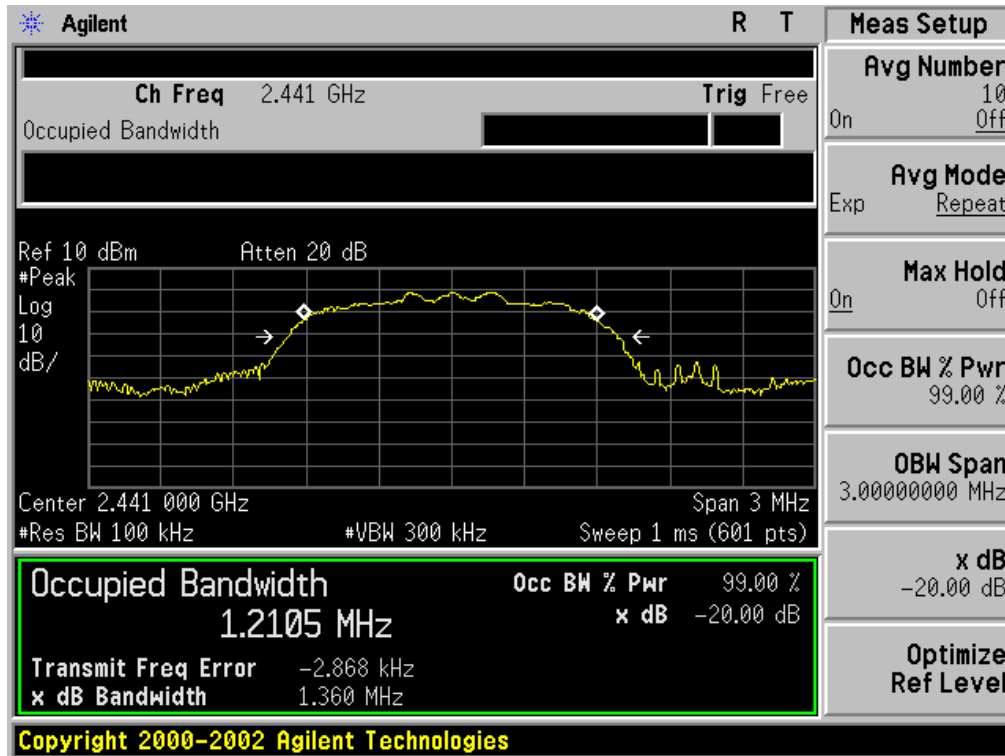 Agilent R T
Ch Freq 2.441 GHz Trig Free
Occupied Bandwidth
Ref 10 dBm Atten 20 dB
#Peak
Log
10
dB/
Center 2.441 000 GHz Span 3 MHz
#Res BW 100 kHz #VBW 300 kHz Sweep 1 ms (601 pts)
Occupied Bandwidth
1.2105 MHz
Occ BW % Pwr 99.00 %
x dB -20.00 dB
Transmit Freq Error -2.868 kHz
x dB Bandwidth 1.360 MHz
Meas Setup
Avg Number
10
On Off
Avg Mode
Exp Repeat
Max Hold
On Off
Occ BW % Pwr
99.00 %
OBW Span
3.00000000 MHz
x dB
-20.00 dB
Optimize
Ref Level
Copyright 2000-2002 Agilent Technologies